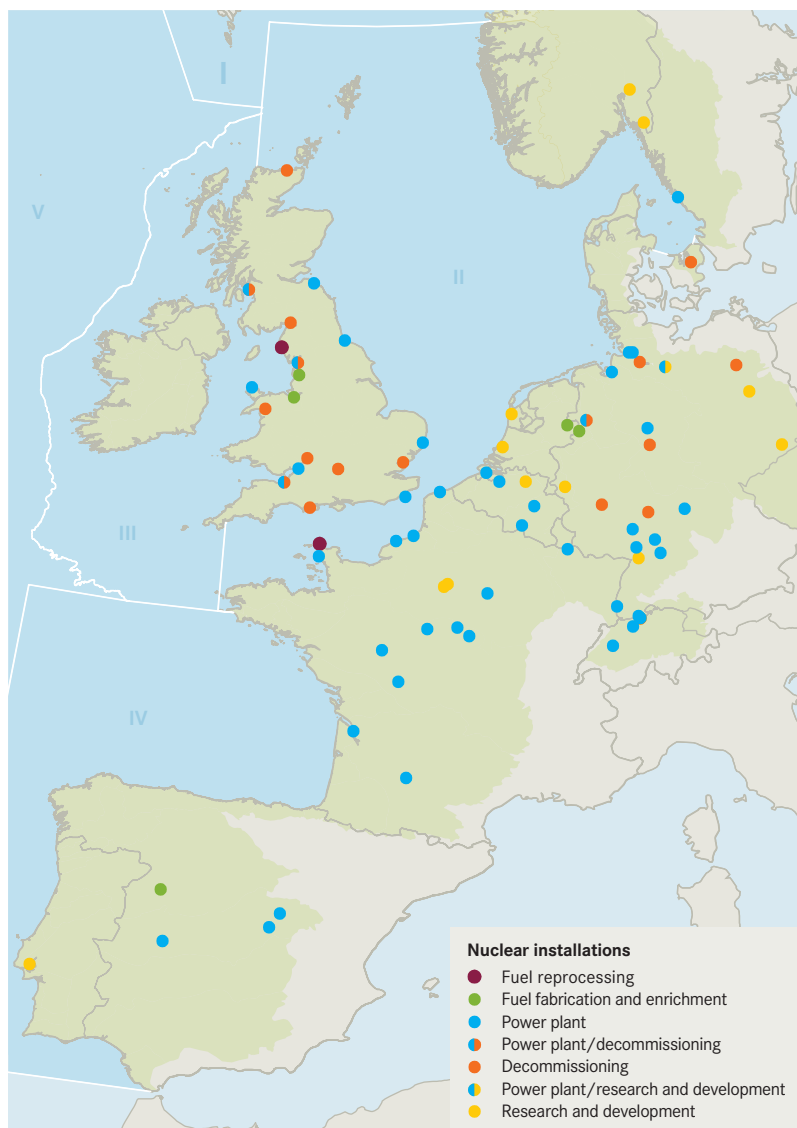 I
V
II
III
IV
Nuclear installations
Fuel reprocessing
Fuel fabrication and enrichment
Power plant
Power plant/decommissioning
Decommissioning
Power plant/research and development
Research and development